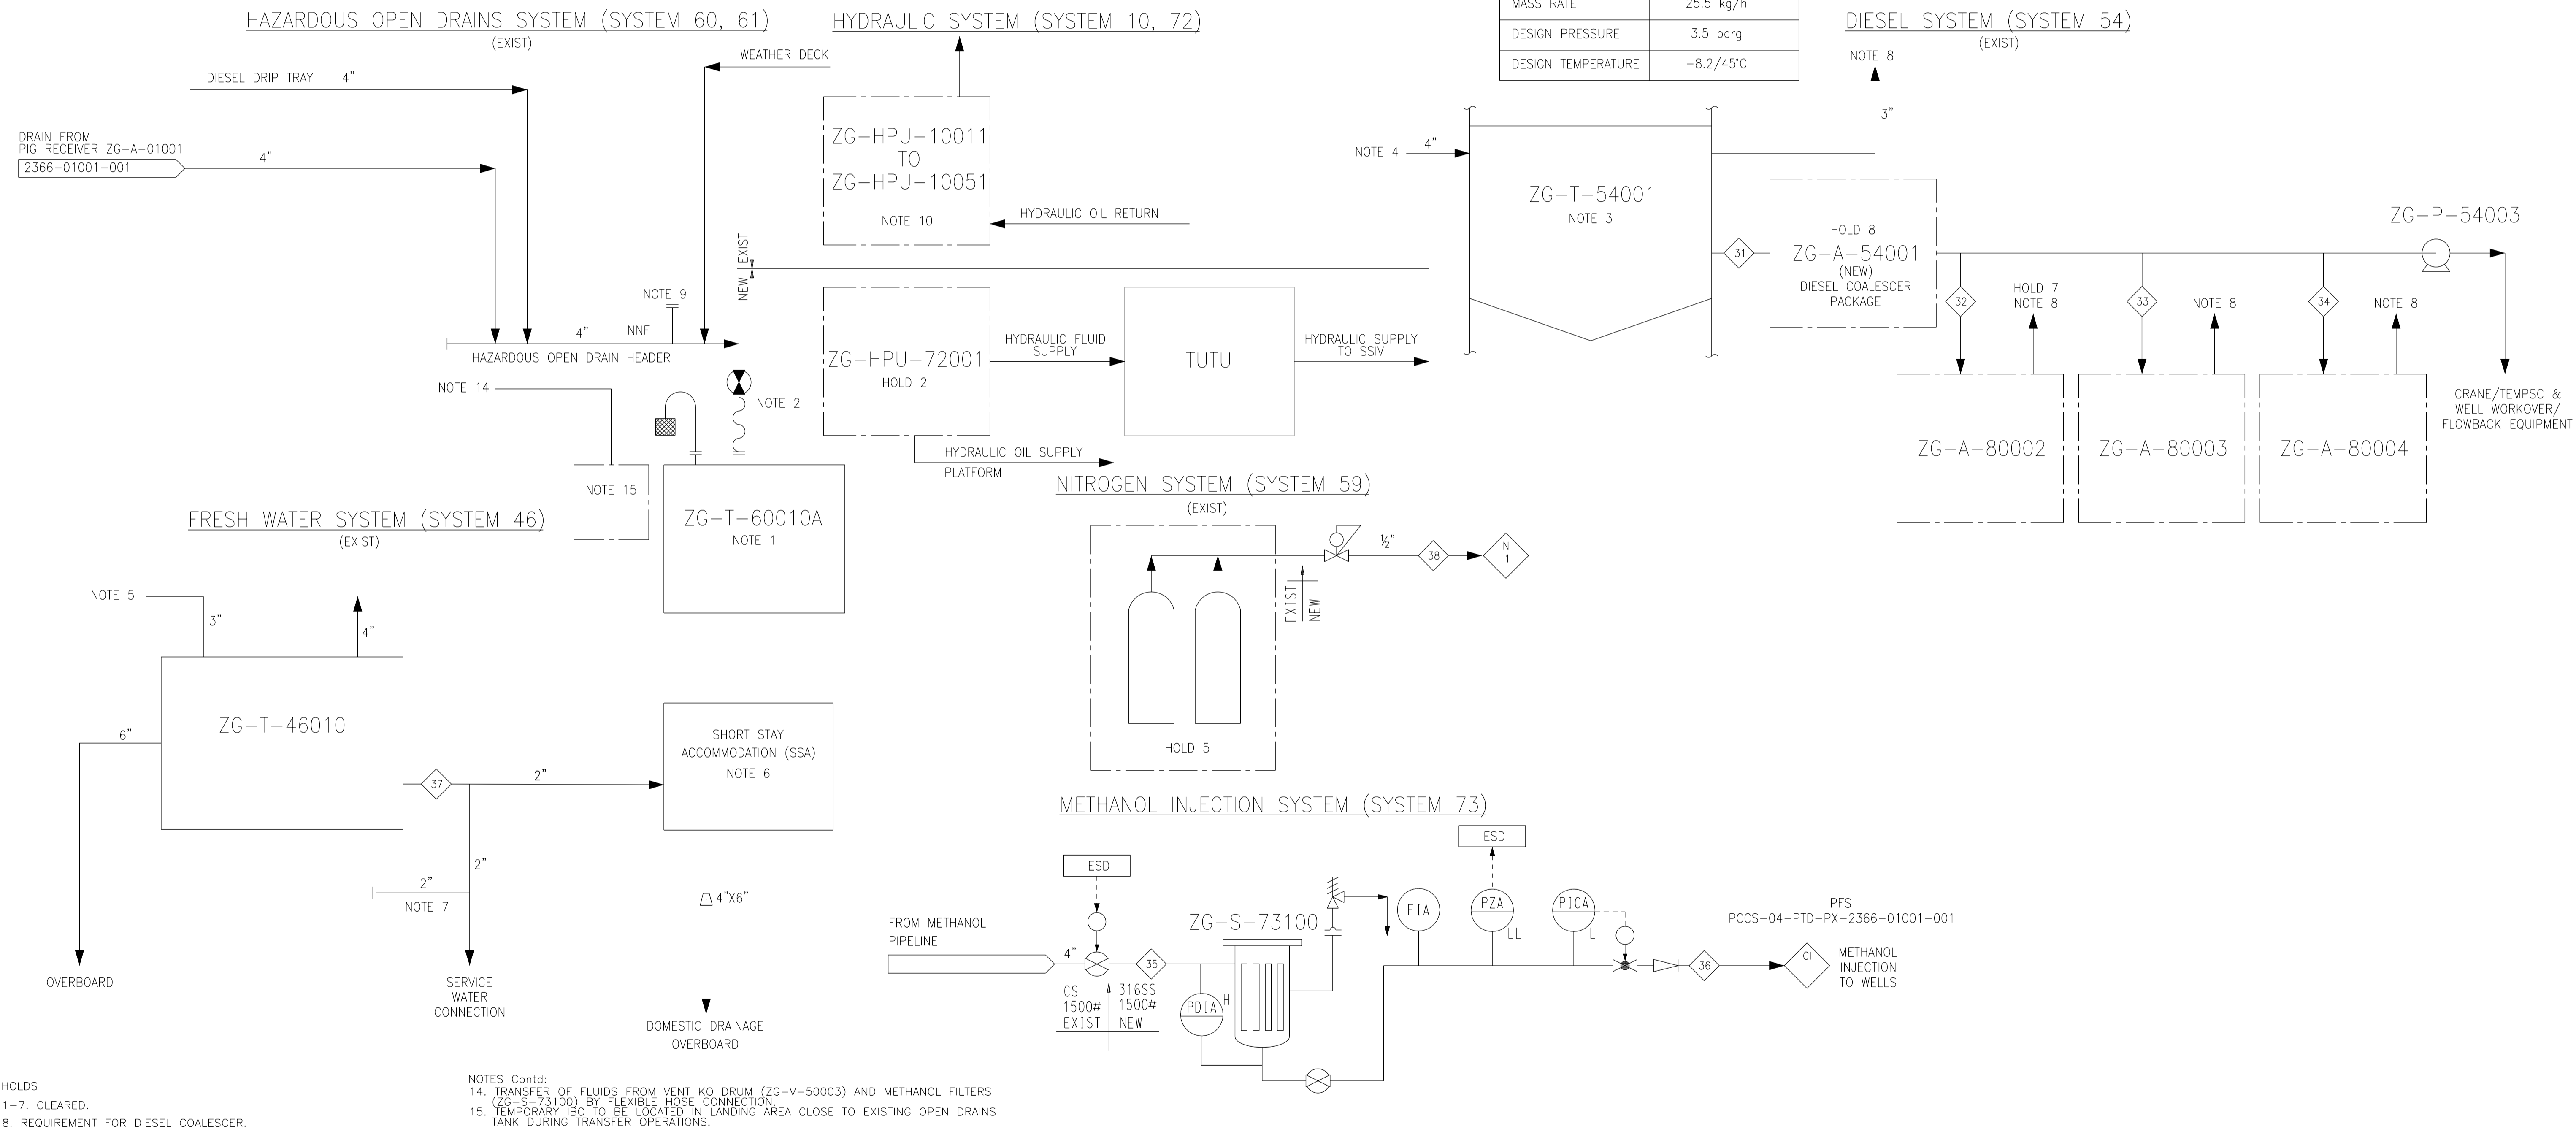 HAZARDOUS OPEN DRAINS SYSTEM (SYSTEM 60, 61)
(EXIST)
DIESEL DRIP TRAY 4"
WEATHER DECK
DRAIN FROM
PIG RECEIVER ZG-A-01001
2366-01001-001
4"
NOTE 9
4" NNF
HAZARDOUS OPEN DRAIN HEADER
NOTE 14
NOTE 2
NOTE 15
ZG-T-60010A
NOTE 1
HYDRAULIC SYSTEM (SYSTEM 10, 72)
ZG-HPU-10011
TO
ZG-HPU-10051
NOTE 10
HYDRAULIC OIL RETURN
EXIST
NEW
ZG-HPU-72001
HOLD 2
HYDRAULIC FLUID
SUPPLY
TUTU
HYDRAULIC SUPPLY
TO SSIV
HYDRAULIC OIL SUPPLY
PLATFORM
MASS RATE 25.5 kg/h
DESIGN PRESSURE 3.5 barg
DESIGN TEMPERATURE -8.2/45°C
DIESEL SYSTEM (SYSTEM 54)
(EXIST)
NOTE 8
3"
NOTE 4 4"
ZG-T-54001
NOTE 3
31
HOLD 8
ZG-A-54001
(NEW)
DIESEL COALESCER
PACKAGE
ZG-P-54003
32
HOLD 7
NOTE 8
33
NOTE 8
34
NOTE 8
ZG-A-80002
ZG-A-80003
ZG-A-80004
CRANE/TEMPSC &
WELL WORKOVER/
FLOWBACK EQUIPMENT
FRESH WATER SYSTEM (SYSTEM 46)
(EXIST)
NOTE 5
3"
4"
ZG-T-46010
6"
37
2"
2"
2"
NOTE 7
OVERBOARD
SERVICE
WATER
CONNECTION
SHORT STAY
ACCOMMODATION (SSA)
NOTE 6
4"X6"
DOMESTIC DRAINAGE
OVERBOARD
NITROGEN SYSTEM (SYSTEM 59)
(EXIST)
HOLD 5
½"
38
N
1
EXIST
NEW
METHANOL INJECTION SYSTEM (SYSTEM 73)
ESD
ESD
FROM METHANOL
PIPELINE
4"
35
CS
1500#
EXIST
316SS
1500#
NEW
PDIA
H
ZG-S-73100
FIA
PZA
LL
PICA
L
36
PFS
PCCS-04-PTD-PX-2366-01001-001
CI
METHANOL
INJECTION
TO WELLS
HOLDS
1-7. CLEARED.
8. REQUIREMENT FOR DIESEL COALESCER.
NOTES Contd:
14. TRANSFER OF FLUIDS FROM VENT KO DRUM (ZG-V-50003) AND METHANOL FILTERS
(ZG-S-73100) BY FLEXIBLE HOSE CONNECTION.
15. TEMPORARY IBC TO BE LOCATED IN LANDING AREA CLOSE TO EXISTING OPEN DRAINS
TANK DURING TRANSFER OPERATIONS.